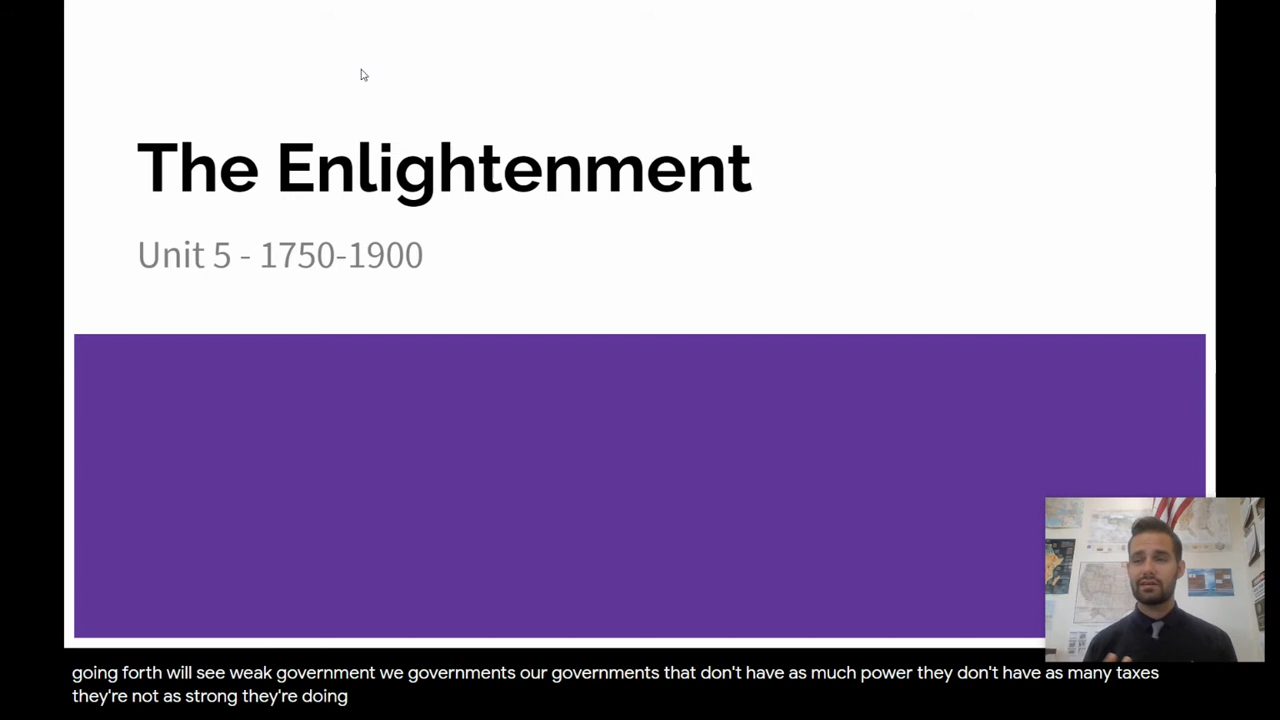 The Enlightenment
Unit 5 - 1750-1900
going forth will see weak government we governments our governments that don't have as much power they don't have as many taxes
they're not as strong they're doing